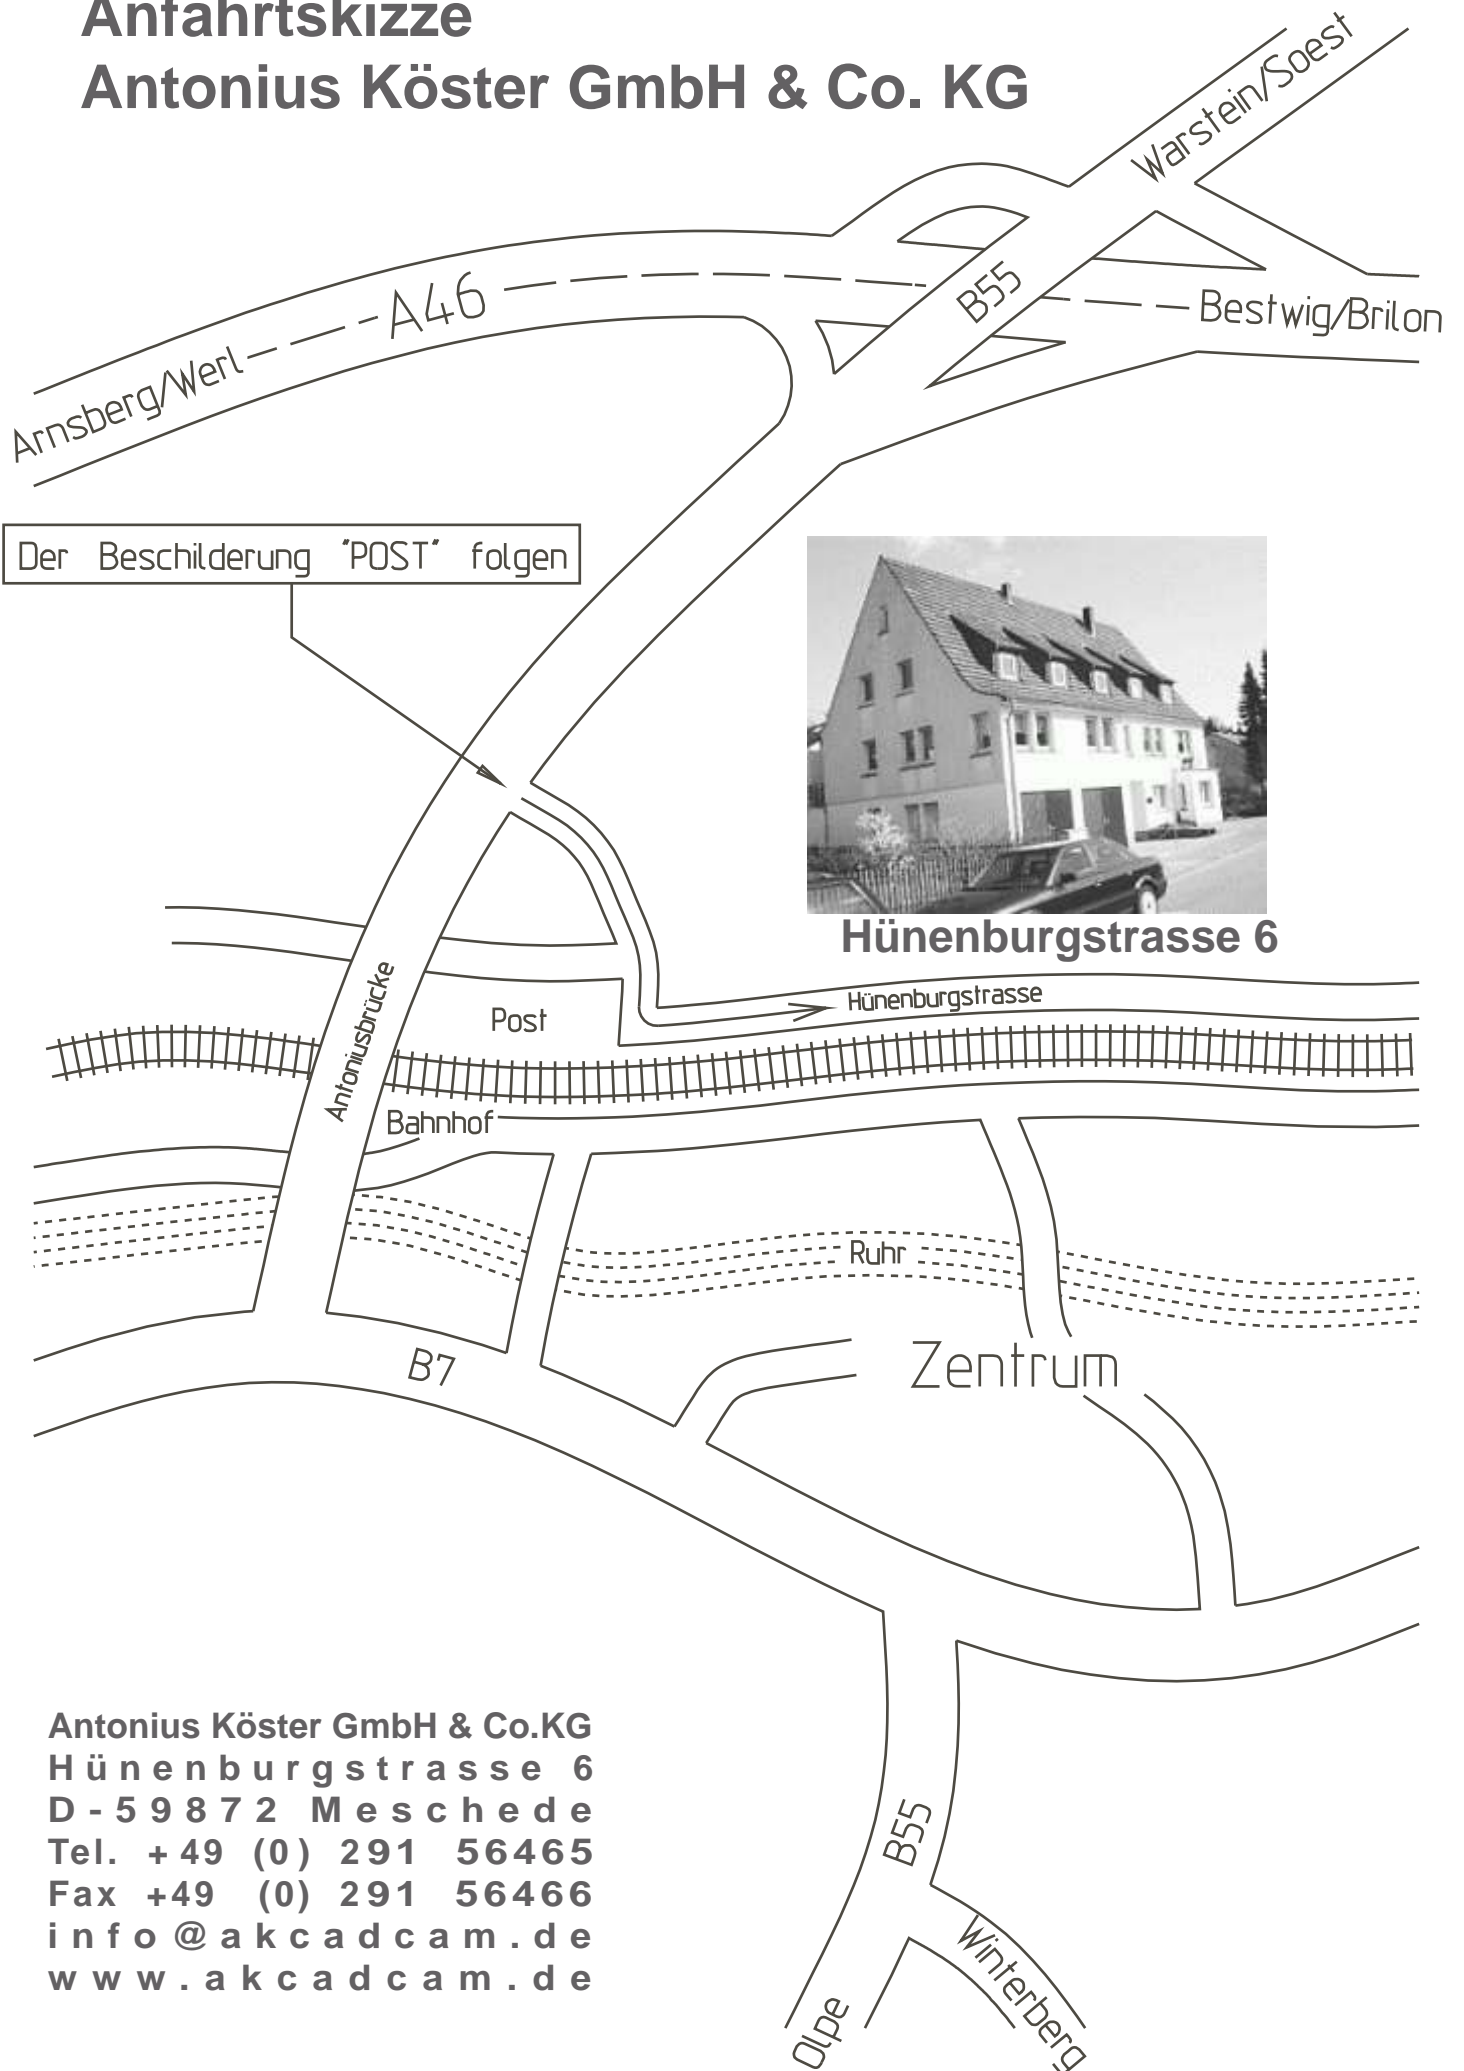 Anfahrtskizze
Antonius Köster GmbH & Co. KG
Warstein/Soest
A46
B55
Bestwig/Brilon
Arnsberg/Werl
Der Beschilderung "POST" folgen
Hünenburgstrasse 6
Antoniusbrücke
Post
Hünenburgstrasse
Bahnhof
Ruhr
B7
Zentrum
Antonius Köster GmbH & Co.KG
Hünenburgstrasse 6
D-59872 Meschede
Tel. +49 (0) 291 56465
Fax +49 (0) 291 56466
info@akcadcam.de
www.akcadcam.de
B55
Winterberg
Olpe